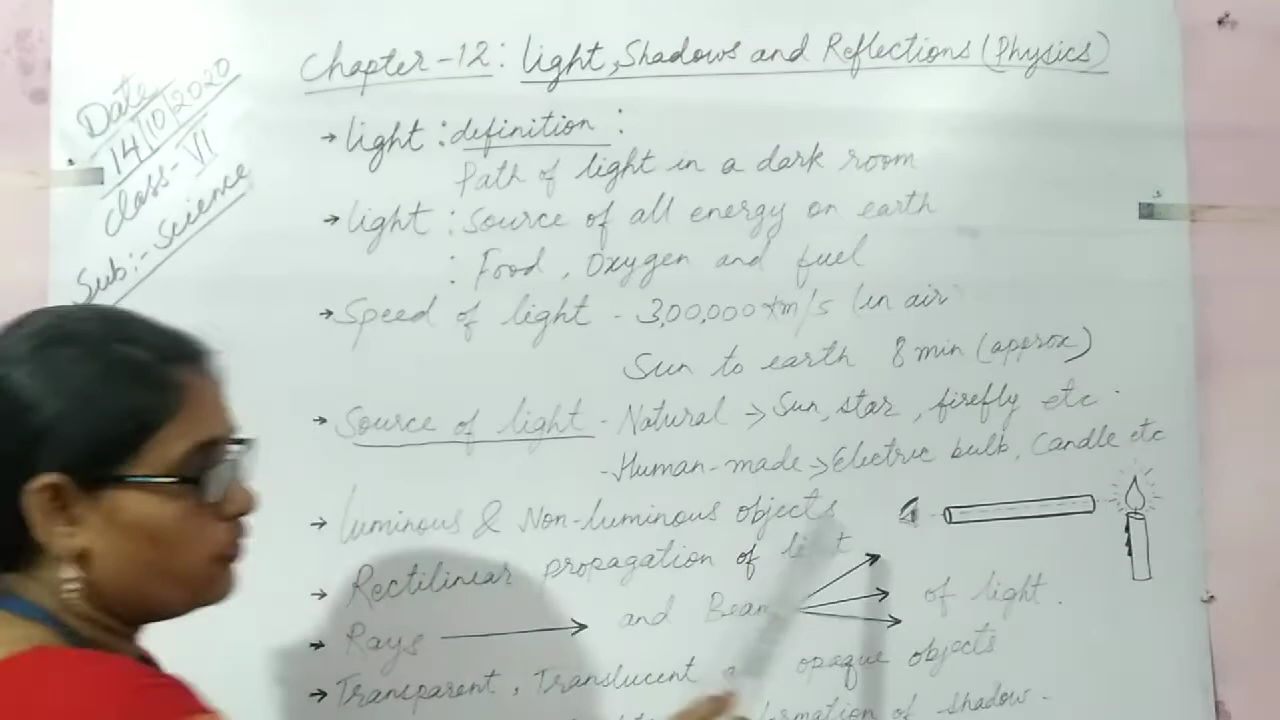 Date
14/10/2020
Class- VI
Sub:- Science
Chapter-12: Light, Shadows and Reflections (Physics)
→ Light : definition :
Path of light in a dark room
→ Light : Source of all energy on earth
: Food, Oxygen and fuel
→ Speed of light - 3,00,000 km/s (in air
Sun to earth 8 min (approx)
→ Source of light - Natural → Sun, star, firefly etc.
- Human-made → Electric bulb, Candle etc
→ Luminous & Non-luminous objects
→ Rectilinear propagation of
→ Rays → and Beam of light.
→ Transparent, Translucent opaque objects
of shadow.